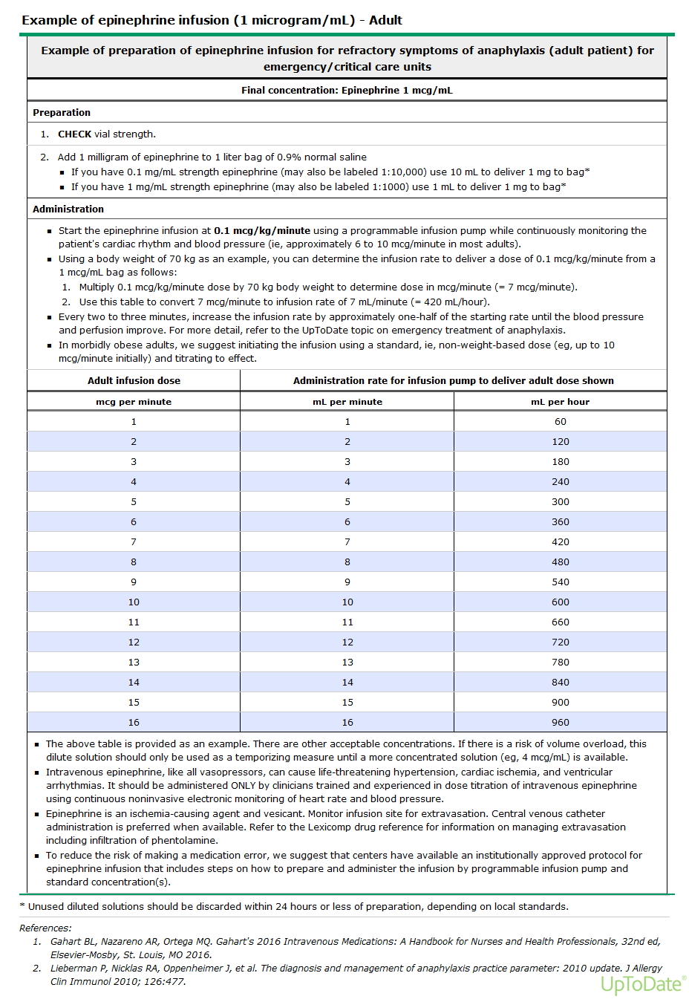 Example of epinephrine infusion (1 microgram/mL) - Adult
Example of preparation of epinephrine infusion for refractory symptoms of anaphylaxis (adult patient) for
emergency/critical care units
Final concentration: Epinephrine 1 mcg/mL
Preparation
1. CHECK vial strength.
2. Add 1 milligram of epinephrine to 1 liter bag of 0.9% normal saline
▪ If you have 0.1 mg/mL strength epinephrine (may also be labeled 1:10,000) use 10 mL to deliver 1 mg to bag*
▪ If you have 1 mg/mL strength epinephrine (may also be labeled 1:1000) use 1 mL to deliver 1 mg to bag*
Administration
▪ Start the epinephrine infusion at 0.1 mcg/kg/minute using a programmable infusion pump while continuously monitoring the
patient's cardiac rhythm and blood pressure (ie, approximately 6 to 10 mcg/minute in most adults).
▪ Using a body weight of 70 kg as an example, you can determine the infusion rate to deliver a dose of 0.1 mcg/kg/minute from a
1 mcg/mL bag as follows:
1. Multiply 0.1 mcg/kg/minute dose by 70 kg body weight to determine dose in mcg/minute (= 7 mcg/minute).
2. Use this table to convert 7 mcg/minute to infusion rate of 7 mL/minute (= 420 mL/hour).
▪ Every two to three minutes, increase the infusion rate by approximately one-half of the starting rate until the blood pressure
and perfusion improve. For more detail, refer to the UpToDate topic on emergency treatment of anaphylaxis.
▪ In morbidly obese adults, we suggest initiating the infusion using a standard, ie, non-weight-based dose (eg, up to 10
mcg/minute initially) and titrating to effect.
Adult infusion dose Administration rate for infusion pump to deliver adult dose shown
mcg per minute mL per minute mL per hour
1 1 60
2 2 120
3 3 180
4 4 240
5 5 300
6 6 360
7 7 420
8 8 480
9 9 540
10 10 600
11 11 660
12 12 720
13 13 780
14 14 840
15 15 900
16 16 960
▪ The above table is provided as an example. There are other acceptable concentrations. If there is a risk of volume overload, this
dilute solution should only be used as a temporizing measure until a more concentrated solution (eg, 4 mcg/mL) is available.
▪ Intravenous epinephrine, like all vasopressors, can cause life-threatening hypertension, cardiac ischemia, and ventricular
arrhythmias. It should be administered ONLY by clinicians trained and experienced in dose titration of intravenous epinephrine
using continuous noninvasive electronic monitoring of heart rate and blood pressure.
▪ Epinephrine is an ischemia-causing agent and vesicant. Monitor infusion site for extravasation. Central venous catheter
administration is preferred when available. Refer to the Lexicomp drug reference for information on managing extravasation
including infiltration of phentolamine.
▪ To reduce the risk of making a medication error, we suggest that centers have available an institutionally approved protocol for
epinephrine infusion that includes steps on how to prepare and administer the infusion by programmable infusion pump and
standard concentration(s).
* Unused diluted solutions should be discarded within 24 hours or less of preparation, depending on local standards.
References:
1. Gahart BL, Nazareno AR, Ortega MQ. Gahart's 2016 Intravenous Medications: A Handbook for Nurses and Health Professionals, 32nd ed,
Elsevier-Mosby, St. Louis, MO 2016.
2. Lieberman P, Nicklas RA, Oppenheimer J, et al. The diagnosis and management of anaphylaxis practice parameter: 2010 update. J Allergy
Clin Immunol 2010; 126:477.
UpToDate®